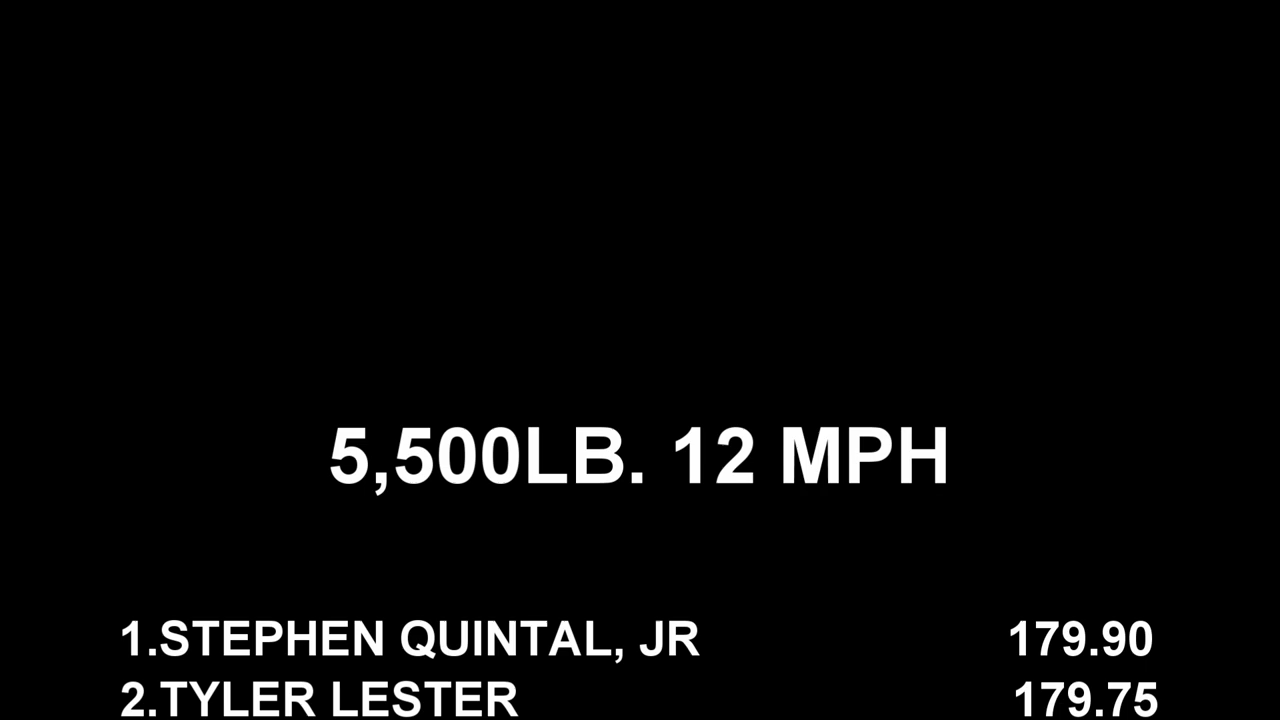 5,500LB. 12 MPH
1.STEPHEN QUINTAL, JR 179.90
2.TYLER LESTER 179.75